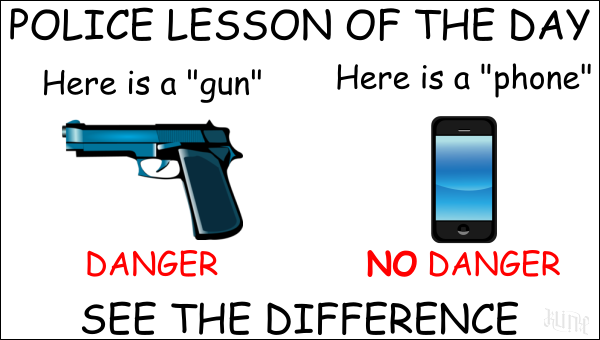 POLICE LESSON OF THE DAY
Here is a "gun"
Here is a "phone"
DANGER
NO DANGER
SEE THE DIFFERENCE